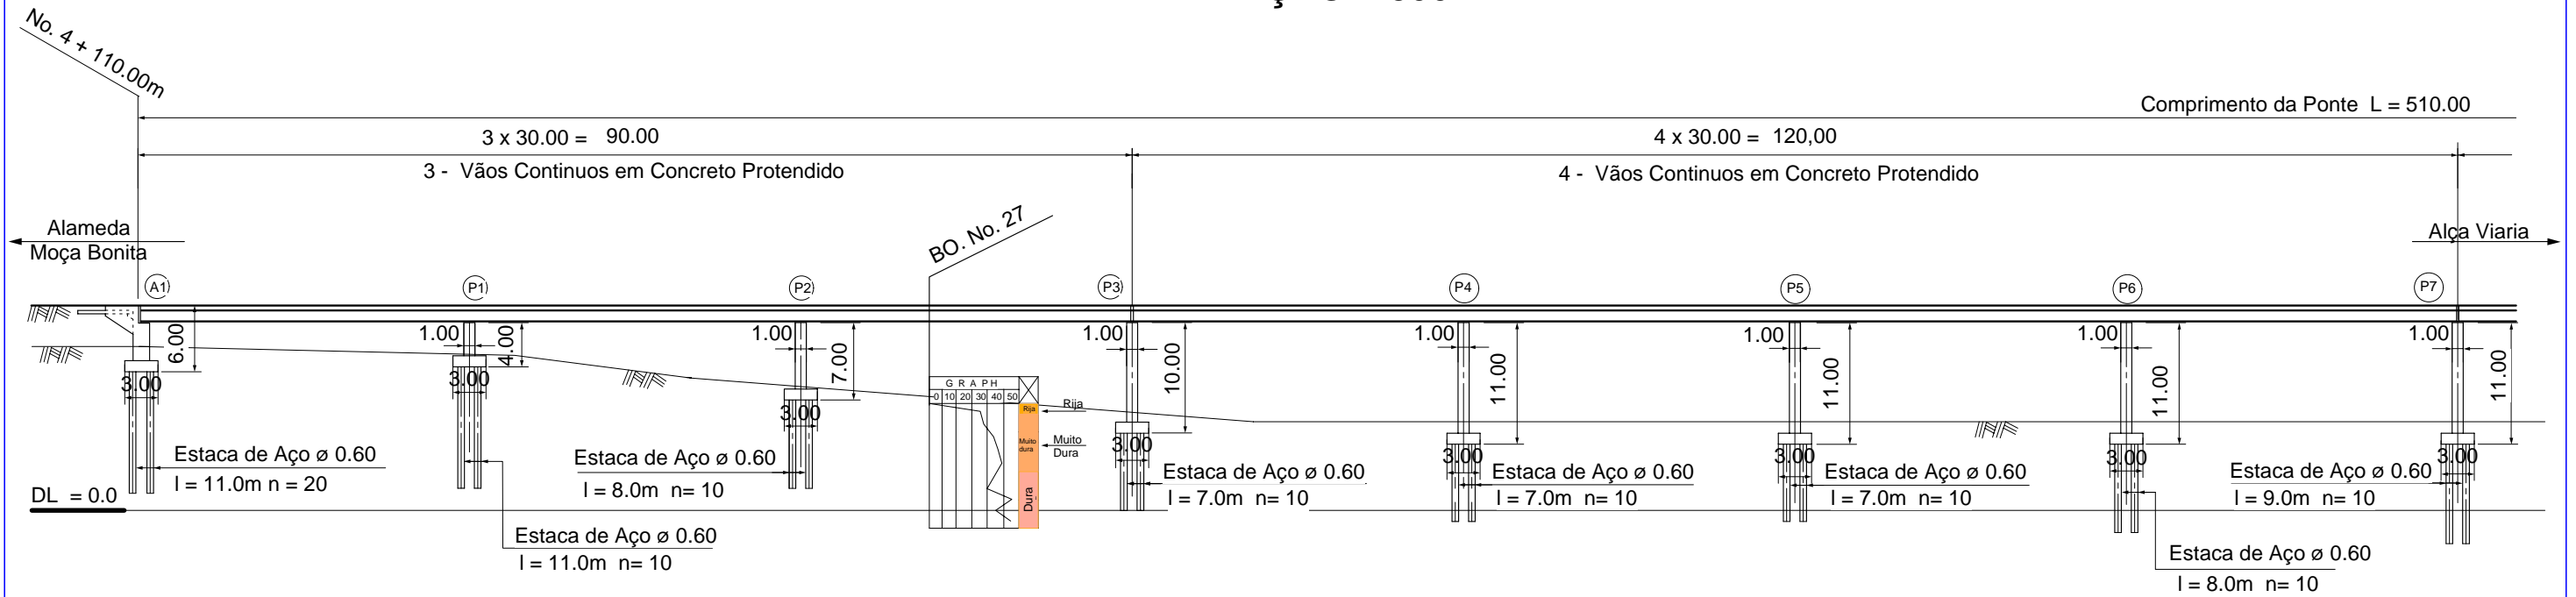 No. 4 + 110.00m
Comprimento da Ponte L = 510.00
3 x 30.00 = 90.00
4 x 30.00 = 120,00
3 - Vãos Continuos em Concreto Protendido
4 - Vãos Continuos em Concreto Protendido
Alameda
Moça Bonita
BO. No. 27
Alça Viaria
A1
P1
P2
P3
P4
P5
P6
P7
6.00
1.00
4.00
1.00
7.00
1.00
10.00
1.00
11.00
1.00
11.00
1.00
11.00
1.00
11.00
3.00
3.00
3.00
3.00
3.00
3.00
3.00
3.00
G R A P H
0 10 20 30 40 50
Rija
Rija
Muito
dura
Muito
Dura
Dura
Estaca de Aço ø 0.60
l = 11.0m n = 20
Estaca de Aço ø 0.60
l = 11.0m n= 10
Estaca de Aço ø 0.60
l = 8.0m n= 10
Estaca de Aço ø 0.60
l = 7.0m n= 10
Estaca de Aço ø 0.60
l = 7.0m n= 10
Estaca de Aço ø 0.60
l = 7.0m n= 10
Estaca de Aço ø 0.60
l = 8.0m n= 10
Estaca de Aço ø 0.60
l = 9.0m n= 10
DL = 0.0